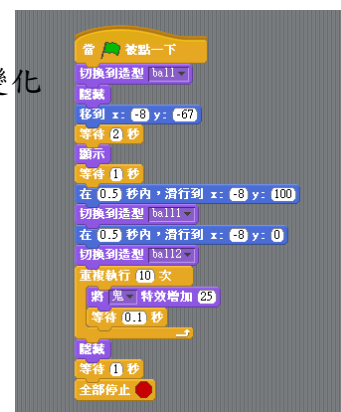 變化
當 被點一下
切換到造型 ball
隱藏
移到 x: -8 y: -67
等待 2 秒
顯示
等待 1 秒
在 0.5 秒內,滑行到 x: -8 y: 100
切換到造型 ball1
在 0.5 秒內,滑行到 x: -8 y: 0
切換到造型 ball2
重複執行 10 次
將 鬼 特效增加 25
等待 0.1 秒
隱藏
等待 1 秒
全部停止